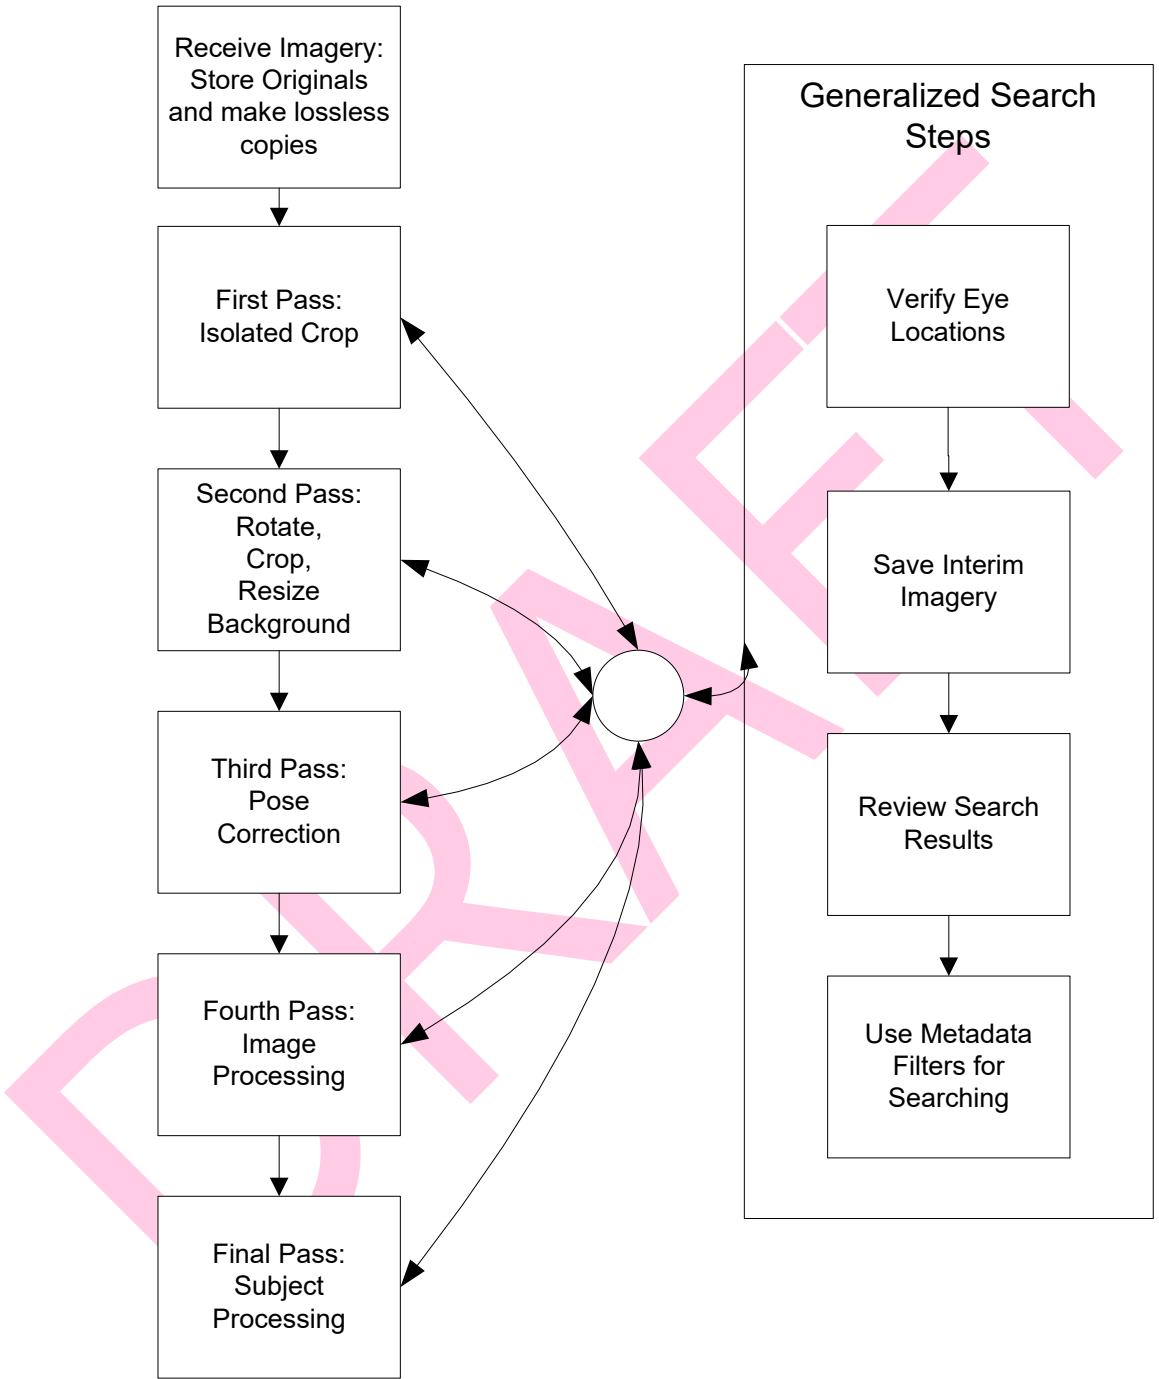 Receive Imagery:
Store Originals
and make lossless
copies
First Pass:
Isolated Crop
Second Pass:
Rotate,
Crop,
Resize
Background
Third Pass:
Pose
Correction
Fourth Pass:
Image
Processing
Final Pass:
Subject
Processing
Generalized Search
Steps
Verify Eye
Locations
Save Interim
Imagery
Review Search
Results
Use Metadata
Filters for
Searching
DRAFT